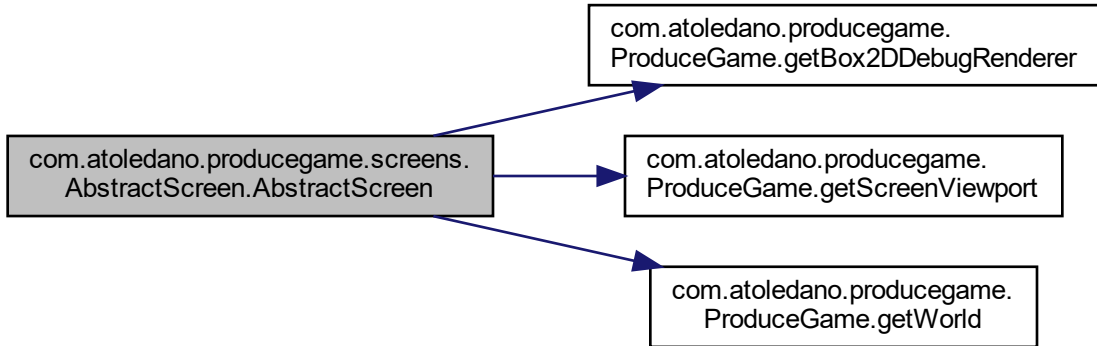 com.atoledano.producegame.
ProduceGame.getBox2DDebugRenderer
com.atoledano.producegame.screens.
AbstractScreen.AbstractScreen
com.atoledano.producegame.
ProduceGame.getScreenViewport
com.atoledano.producegame.
ProduceGame.getWorld